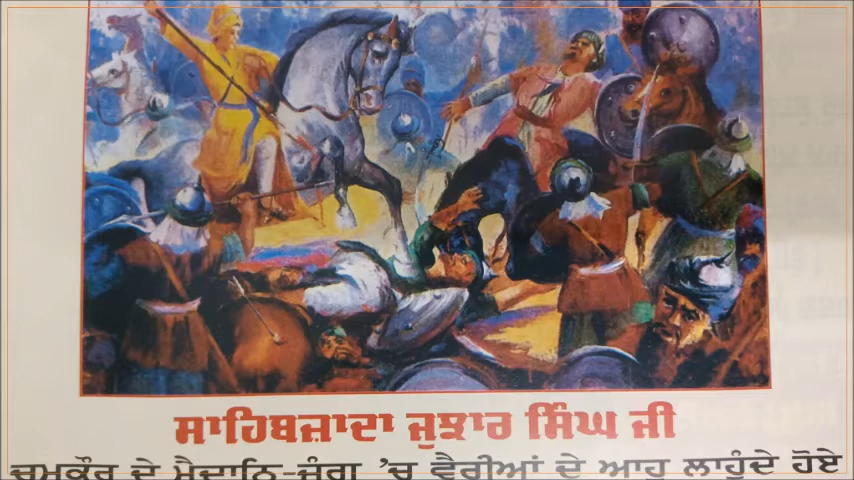 ਸਾਹਿਬਜ਼ਾਦਾ ਜੁਝਾਰ ਸਿੰਘ ਜੀ
ਚਮਕੌਰ ਦੇ ਮੈਦਾਨਿ-ਜੰਗ 'ਚ ਵੈਰੀਆਂ ਦੇ ਆਹੂ ਲਾਹੁੰਦੇ ਹੋਏ